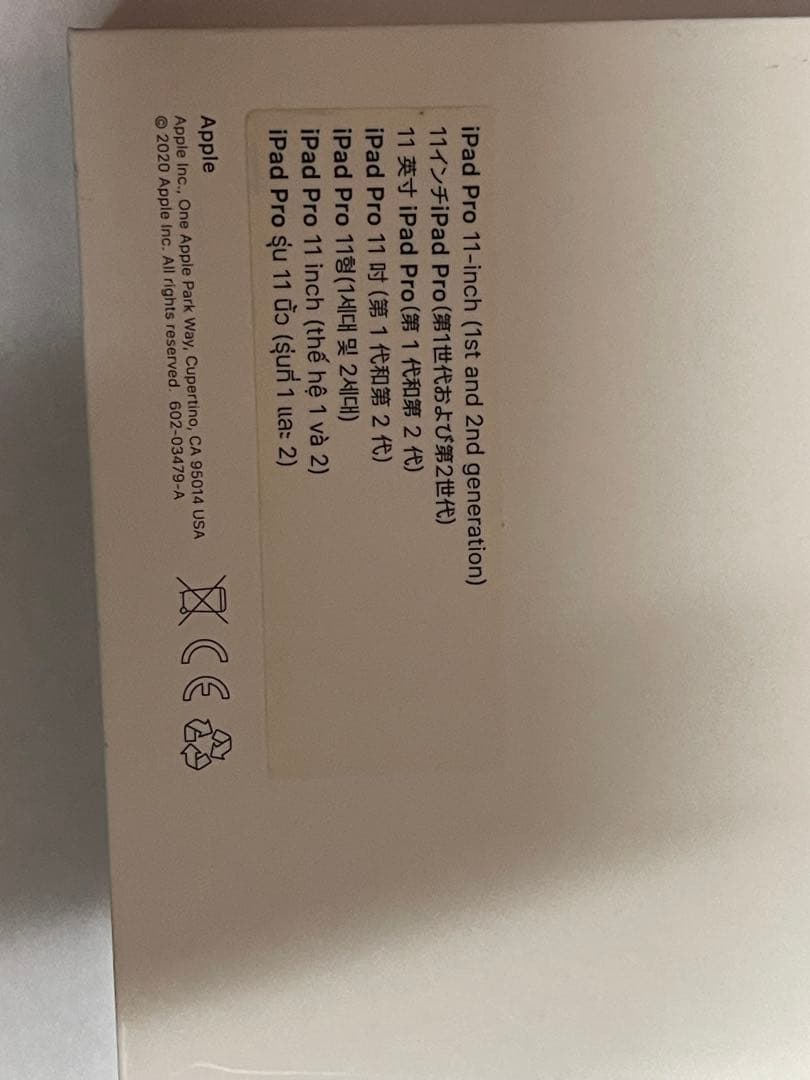 iPad Pro 11-inch (1st and 2nd generation)
11インチiPad Pro(第1世代および第2世代)
11 英寸 iPad Pro(第 1 代和第 2 代)
iPad Pro 11 吋 (第 1 代和第 2 代)
iPad Pro 11형(1세대 및 2세대)
iPad Pro 11 inch (thế hệ 1 và 2)
iPad Pro รุ่น 11 นิ้ว (รุ่นที่ 1 และ 2)
Apple
Apple Inc., One Apple Park Way, Cupertino, CA 95014 USA
© 2020 Apple Inc. All rights reserved. 602-03479-A
CE